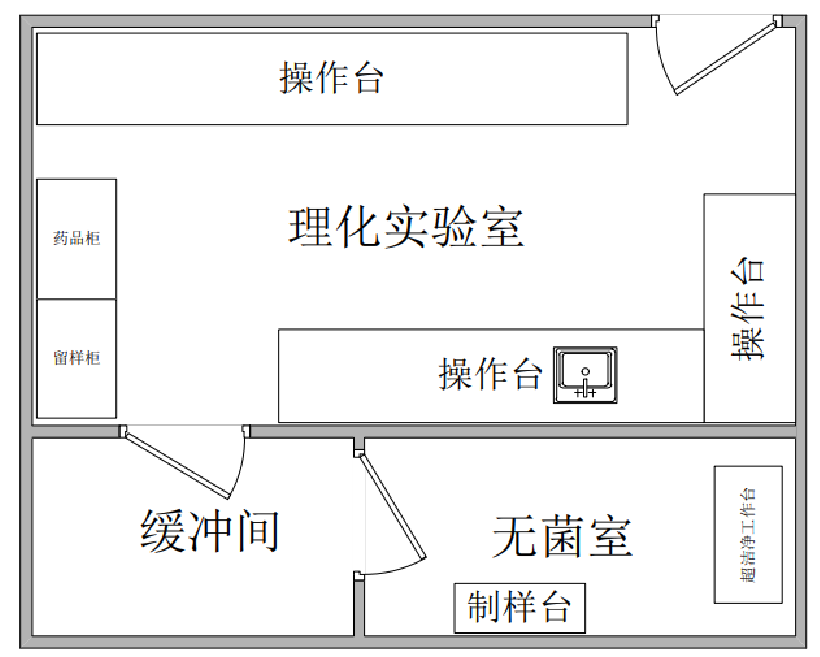 操作台
药品柜
理化实验室
操作台
留样柜
操作台
缓冲间
无菌室
超洁净工作台
制样台